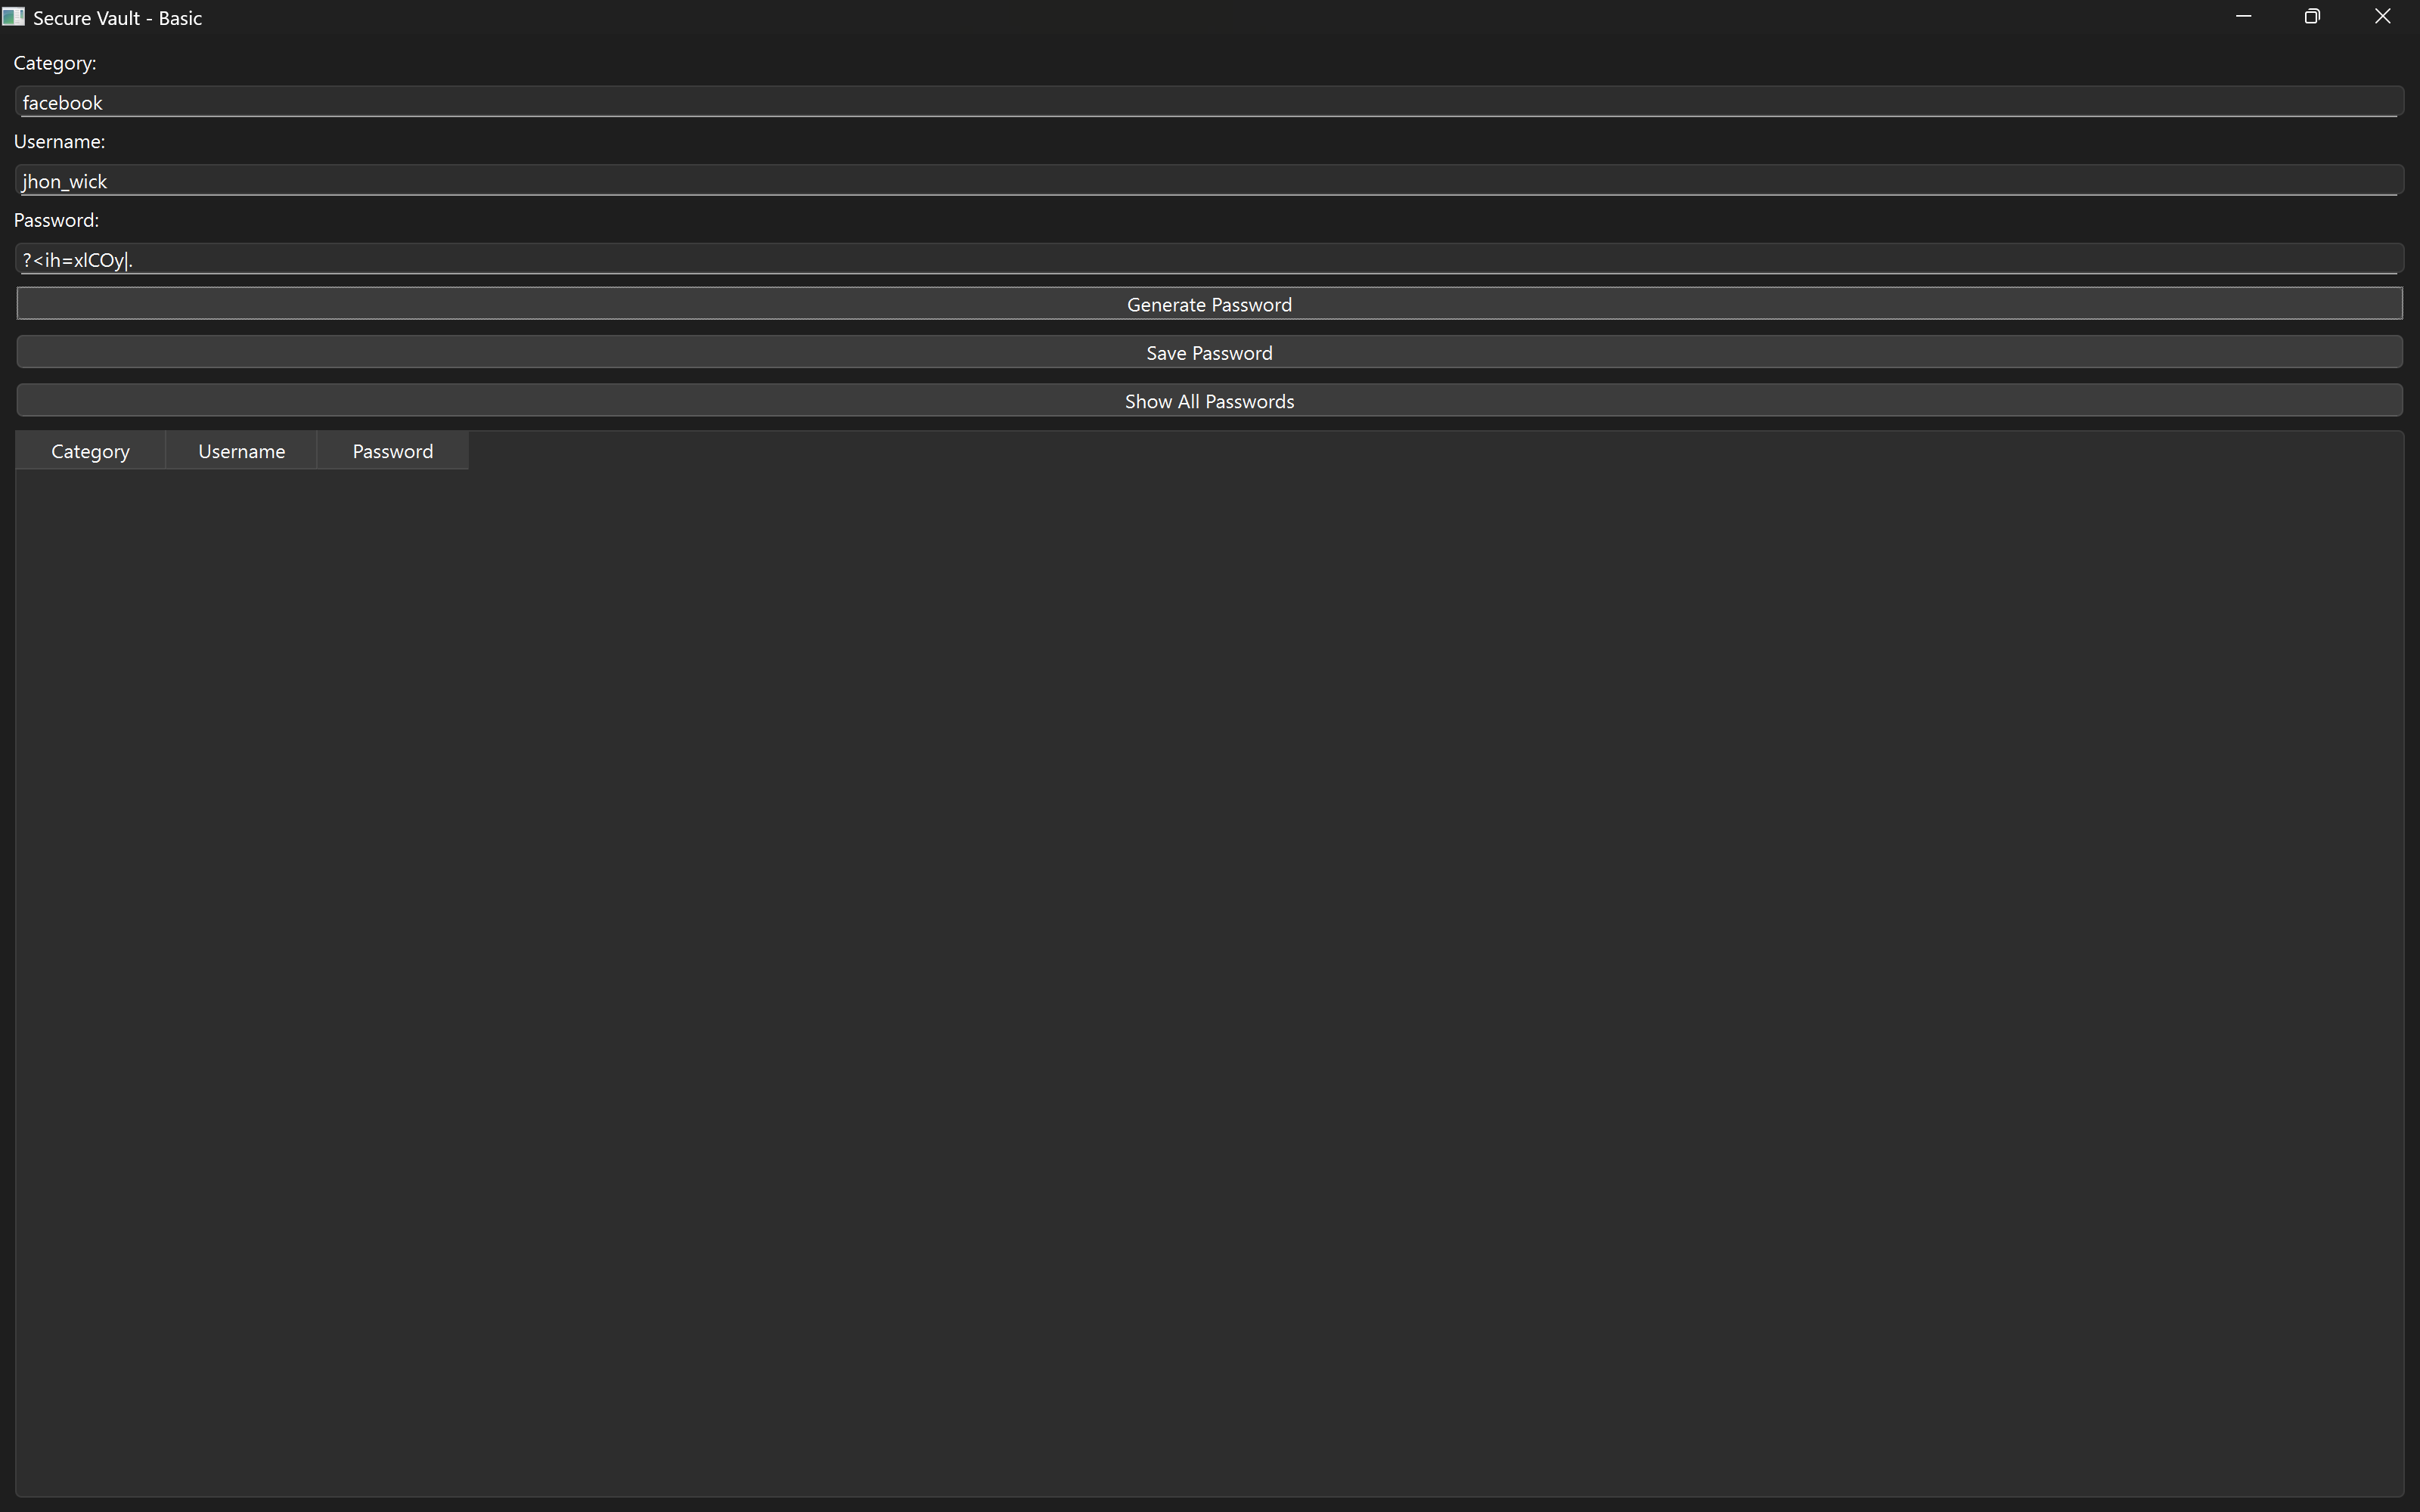 Secure Vault - Basic
Category:
facebook
Username:
jhon_wick
Password:
?<ih=xlCOy|.
Generate Password
Save Password
Show All Passwords
Category Username Password